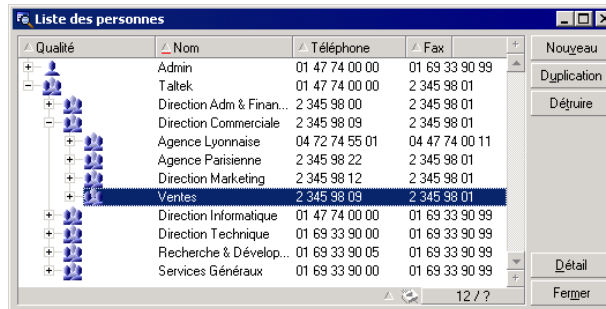 Liste des personnes
Qualité Nom Téléphone Fax
Admin 01 47 74 00 00 01 69 33 90 99
Taltek 01 47 74 00 00 2 345 98 01
Direction Adm & Finan... 2 345 98 00 2 345 98 01
Direction Commerciale 2 345 98 09 2 345 98 01
Agence Lyonnaise 04 72 74 55 01 04 47 74 00 11
Agence Parisienne 2 345 98 22 2 345 98 01
Direction Marketing 2 345 98 12 2 345 98 01
Ventes 2 345 98 09 2 345 98 01
Direction Informatique 01 47 74 00 00 01 69 33 90 99
Direction Technique 01 69 33 90 00 01 69 33 90 99
Recherche & Dévelop... 01 69 33 90 05 01 69 33 90 99
Services Généraux 01 69 33 90 00 01 69 33 90 99
12 / ?
Nouveau
Duplication
Détruire
Détail
Fermer